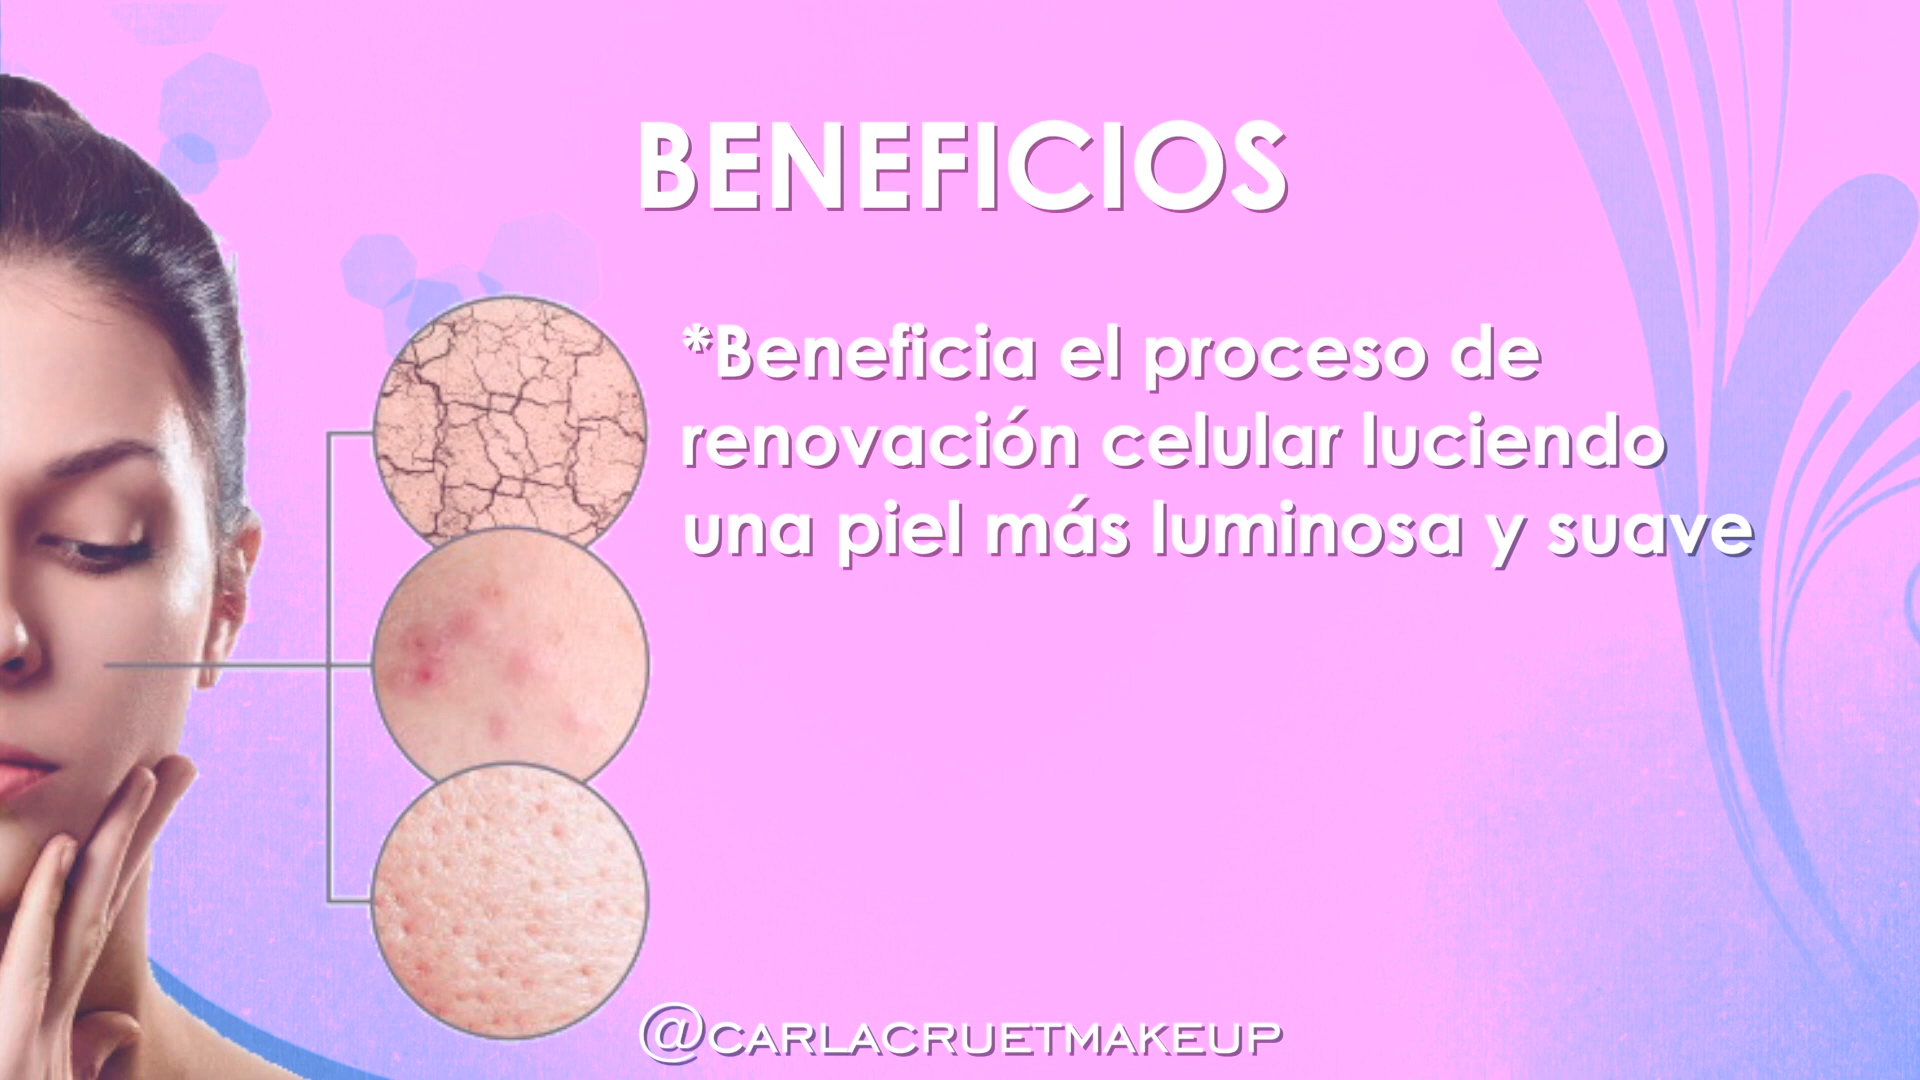 BENEFICIOS
*Beneficia el proceso de
renovación celular luciendo
una piel más luminosa y suave
@CARLACRUETMAKEUP